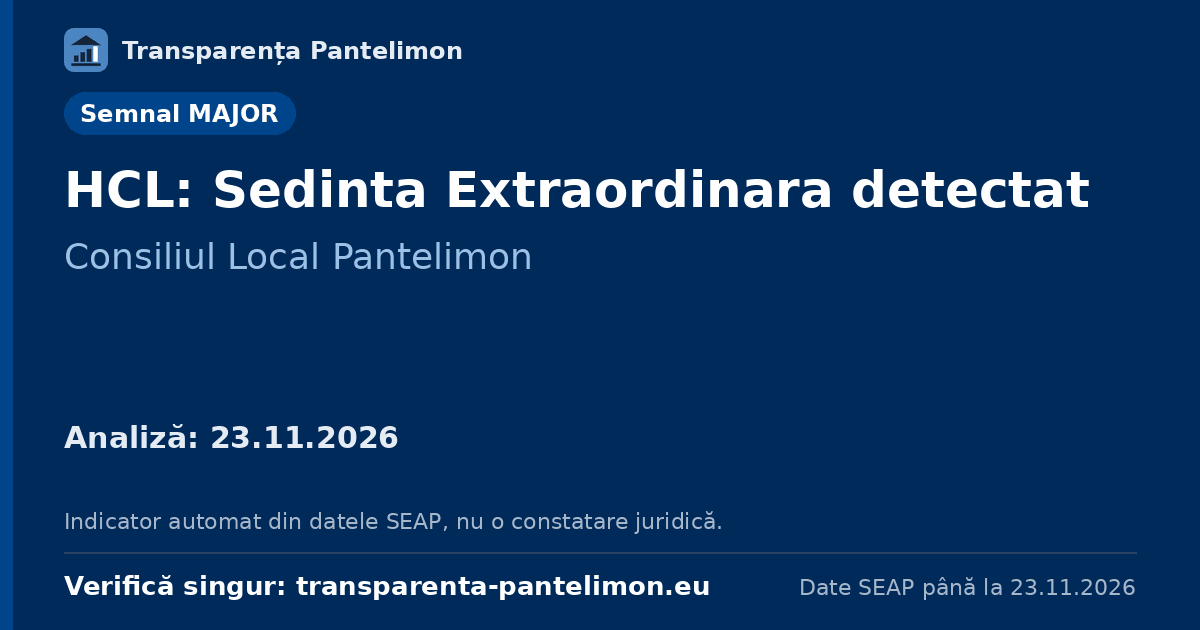 Transparența Pantelimon
Semnal MAJOR
HCL: Sedinta Extraordinara detectat
Consiliul Local Pantelimon
Analiză: 23.11.2026
Indicator automat din datele SEAP, nu o constatare juridică.
Verifică singur: transparenta-pantelimon.eu
Date SEAP până la 23.11.2026